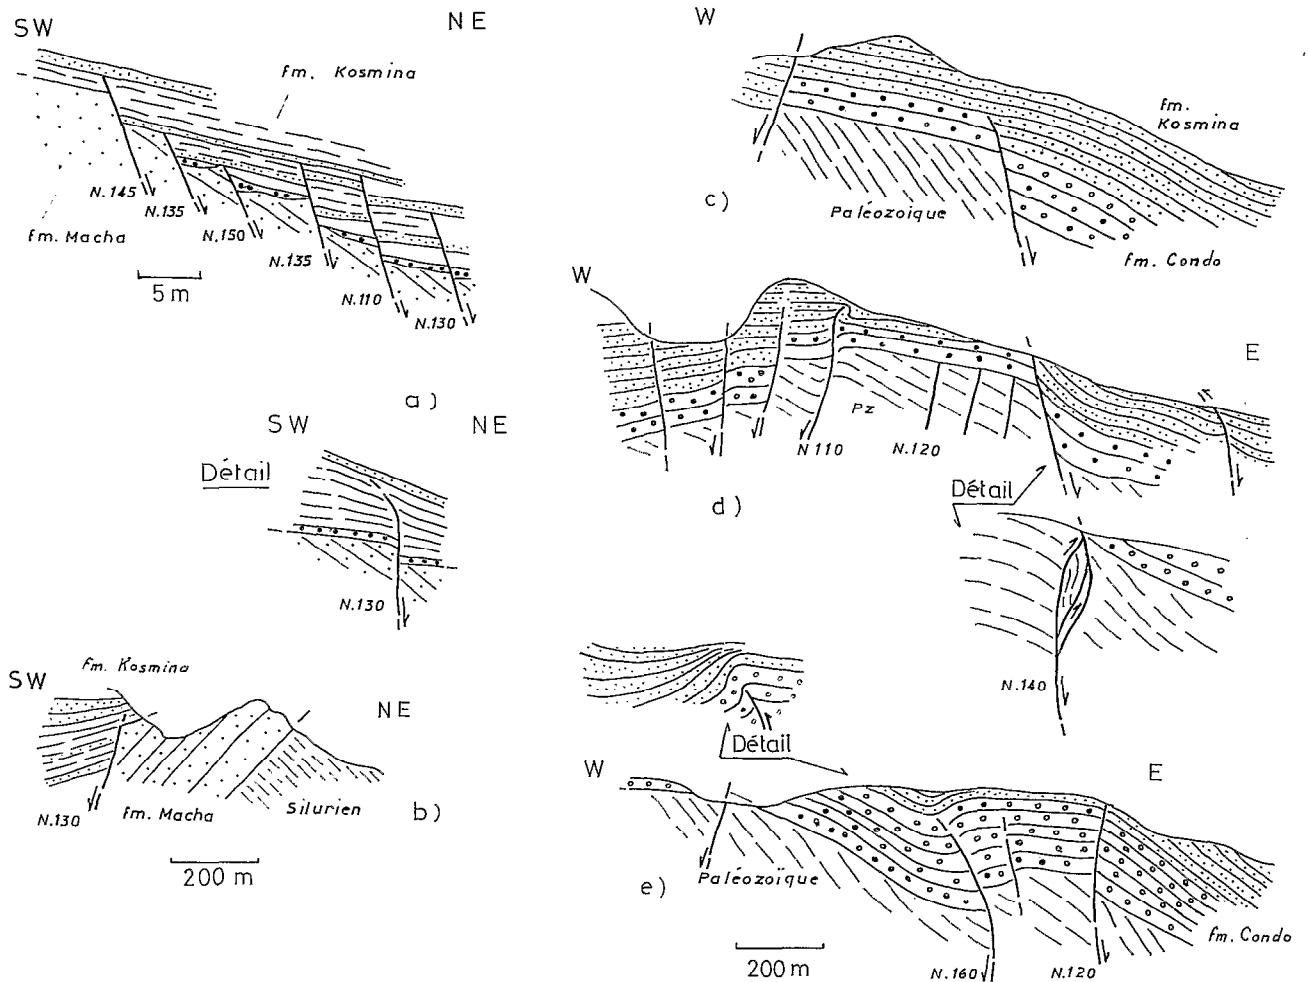 SW
NE
fm. Kosmina
N.145
N.135
N.150
N.135
N.110
N.130
fm. Macha
5 m
a)
SW
NE
Détail
N.130
fm. Kosmina
SW
NE
N.130
fm. Macha
Silurien
b)
200 m
W
fm.
Kosmina
c)
Paléozoïque
fm. Condo
W
E
Pz
N 110
N.120
d)
Détail
N.140
Détail
W
E
Paléozoïque
e)
fm. Condo
200 m
N.160
N.120